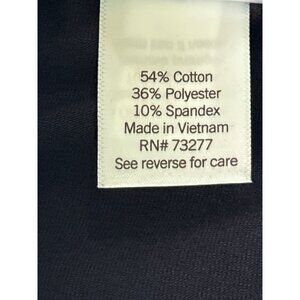 54% Cotton
36% Polyester
10% Spandex
Made in Vietnam
RN# 73277
See reverse for care